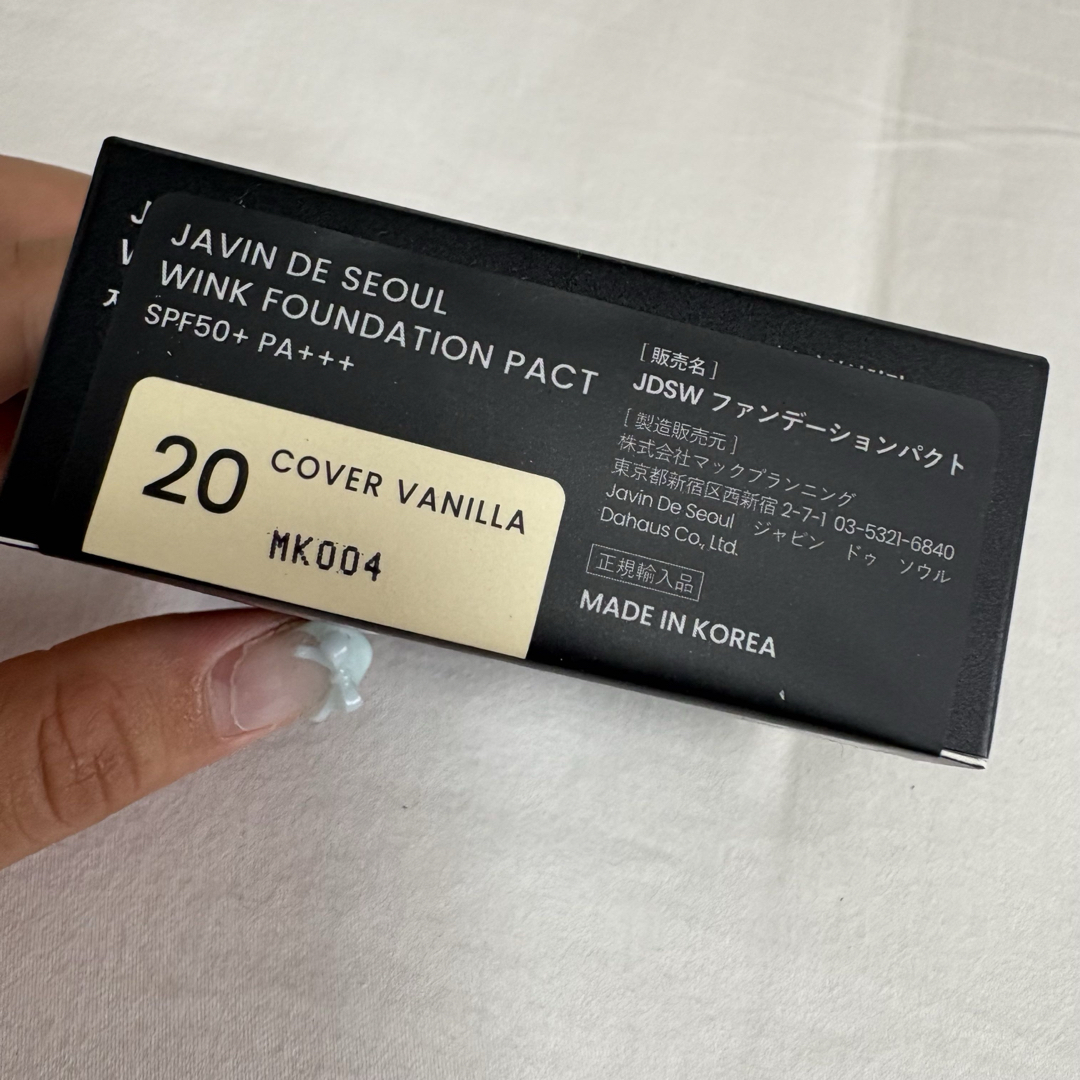 JAVIN DE SEOUL
WINK FOUNDATION PACT
SPF50+ PA+++
20 COVER VANILLA
MK004
[ 販売名 ]
JDSW ファンデーションパクト
[ 製造販売元 ]
株式会社マックプランニング
東京都新宿区西新宿 2-7-1 03-5321-6840
Javin De Seoul ジャビン ドゥ ソウル
Dahaus Co., Ltd.
正規輸入品
MADE IN KOREA